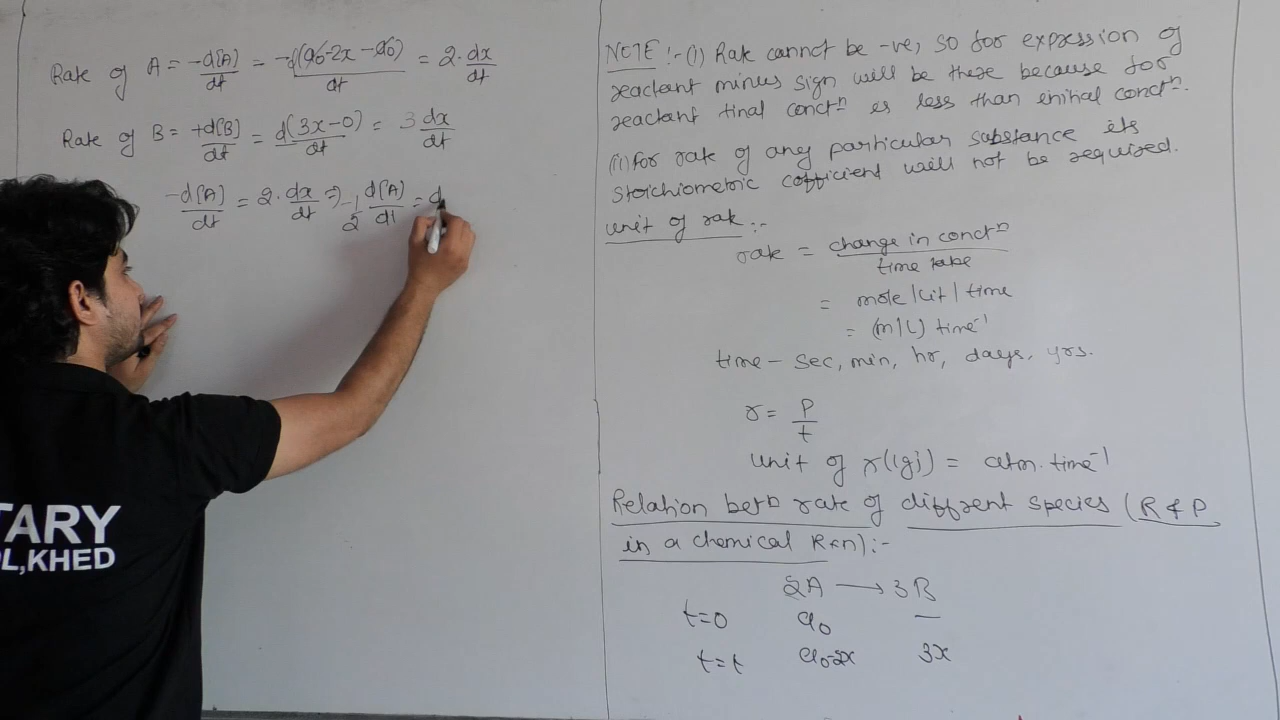 Rate of A = -d[A]/dt = -d(a0-2x-a0)/dt = 2.dx/dt
Rate of B = +d[B]/dt = d(3x-0)/dt = 3 dx/dt
-d[A]/dt = 2.dx/dt ⇒ -1/2 d[A]/dt = d
NOTE :- (i) Rate cannot be -ve, so for expression of
reactant minus sign will be there because for
reactant final conctn is less than initial conctn.
(ii) For rate of any particular substance its
stoichiometric cofficient will not be required.
unit of rate :-
rate = change in conctn / time take
= mole/Lit/time
= (m/L) time-1
time - sec, min, hr, days, yrs.
r = P/t
unit of r(g) = atm.time-1
Relation betn rate of diffrent species (R & P
in a chemical Rxn) :-
2A → 3B
t=0 a0 —
t=t a0-2x 3x
TARY
L,KHED